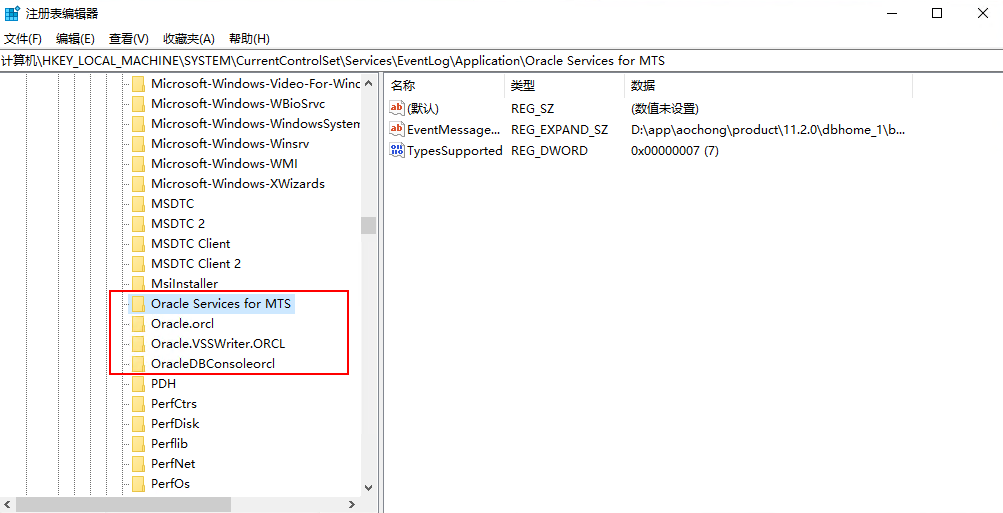 注册表编辑器
文件(F) 编辑(E) 查看(V) 收藏夹(A) 帮助(H)
计算机\HKEY_LOCAL_MACHINE\SYSTEM\CurrentControlSet\Services\EventLog\Application\Oracle Services for MTS
Microsoft-Windows-Video-For-Winc
Microsoft-Windows-WBioSrvc
Microsoft-Windows-WindowsSystem
Microsoft-Windows-Winsrv
Microsoft-Windows-WMI
Microsoft-Windows-XWizards
MSDTC
MSDTC 2
MSDTC Client
MSDTC Client 2
MsiInstaller
Oracle Services for MTS
Oracle.orcl
Oracle.VSSWriter.ORCL
OracleDBConsoleorcl
PDH
PerfCtrs
PerfDisk
Perflib
PerfNet
PerfOs
名称 类型 数据
(默认) REG_SZ (数值未设置)
EventMessage... REG_EXPAND_SZ D:\app\aochong\product\11.2.0\dbhome_1\b...
TypesSupported REG_DWORD 0x00000007 (7)